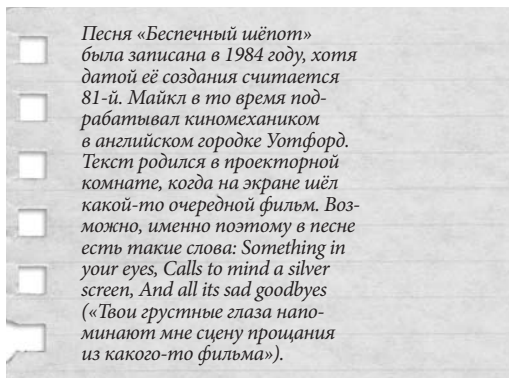 Песня «Беспечный шёпот»
была записана в 1984 году, хотя
датой её создания считается
81-й. Майкл в то время под-
рабатывал киномехаником
в английском городке Уотфорд.
Текст родился в проекторной
комнате, когда на экране шёл
какой-то очередной фильм. Воз-
можно, именно поэтому в песне
есть такие слова: Something in
your eyes, Calls to mind a silver
screen, And all its sad goodbyes
(«Твои грустные глаза напо-
минают мне сцену прощания
из какого-то фильма»).